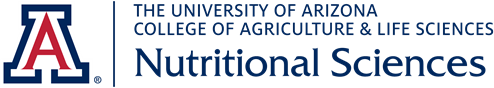 A®
THE UNIVERSITY OF ARIZONA
COLLEGE OF AGRICULTURE & LIFE SCIENCES
Nutritional Sciences